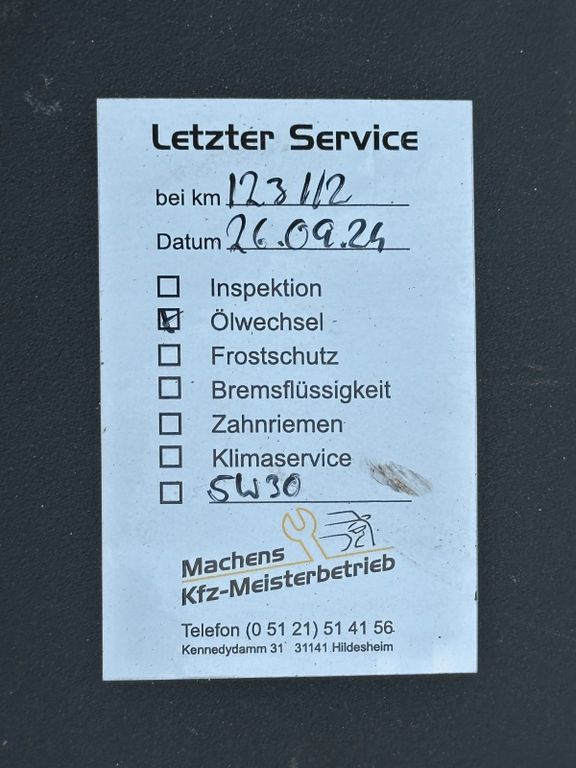 Letzter Service
bei km 123112
Datum 26.09.24
Inspektion
Ölwechsel
Frostschutz
Bremsflüssigkeit
Zahnriemen
Klimaservice
5W30
Machens
Kfz-Meisterbetrieb
Telefon (0 51 21) 51 41 56
Kennedydamm 31 31141 Hildesheim